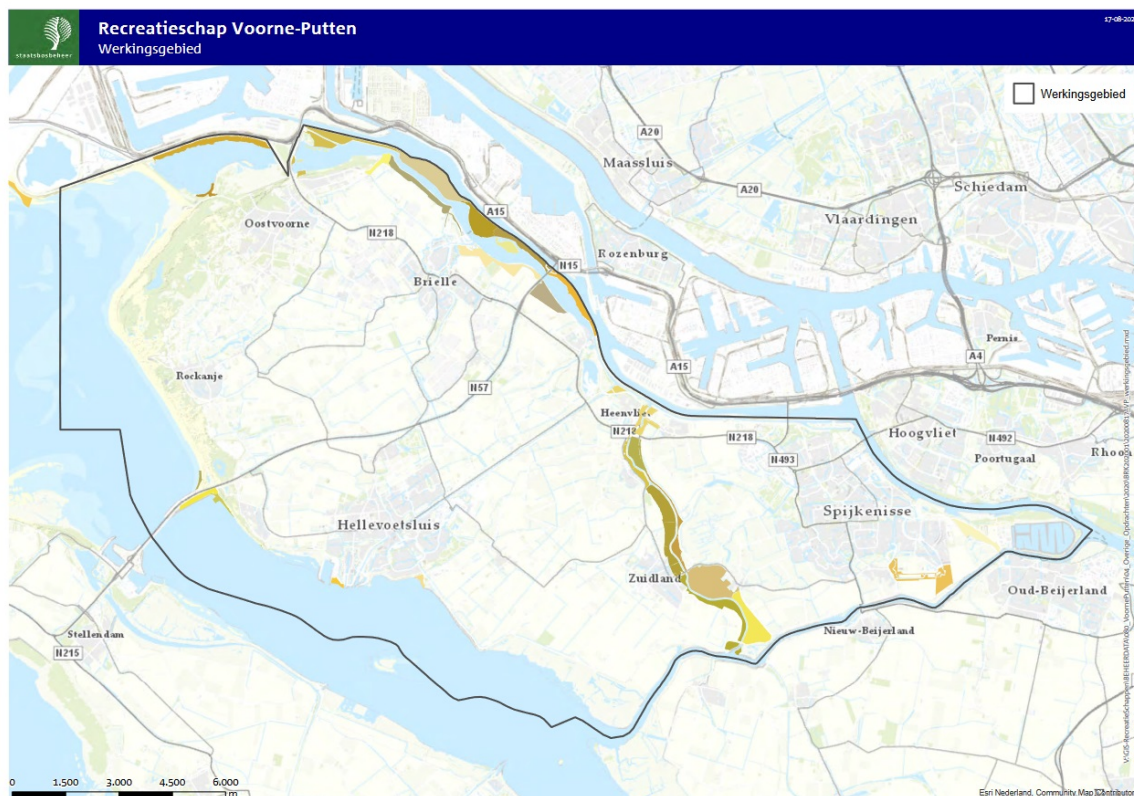 staatsbosbeheer
Recreatieschap Voorne-Putten
Werkingsgebied
Werkingsgebied
A20
Maassluis
A20
Schiedam
Vlaardingen
Oostvoorne
N218
A15
Rozenburg
N15
Brielle
Pernis
A4
A15
Rockanje
N57
Heenvliet
N218
N218
Hoogvliet
N492
N493
Poortugaal
Rhoon
Hellevoetsluis
Spijkenisse
Zuidland
Oud-Beijerland
Stellendam
N215
Nieuw-Beijerland
0 1.500 3.000 4.500 6.000
m
Esri Nederland, Community Map Contributor